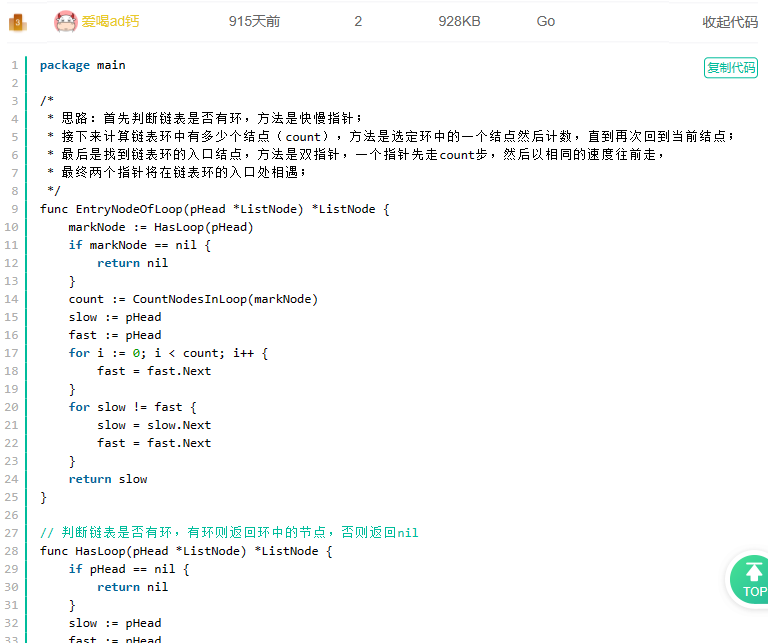 3 爱喝ad钙 915天前 2 928KB Go 收起代码
复制代码
1 package main
2
3 /*
4  * 思路：首先判断链表是否有环，方法是快慢指针；
5  * 接下来计算链表环中有多少个结点（count），方法是选定环中的一个结点然后计数，直到再次回到当前结点；
6  * 最后是找到链表环的入口结点，方法是双指针，一个指针先走count步，然后以相同的速度往前走，
7  * 最终两个指针将在链表环的入口处相遇；
8  */
9 func EntryNodeOfLoop(pHead *ListNode) *ListNode {
10     markNode := HasLoop(pHead)
11     if markNode == nil {
12         return nil
13     }
14     count := CountNodesInLoop(markNode)
15     slow := pHead
16     fast := pHead
17     for i := 0; i < count; i++ {
18         fast = fast.Next
19     }
20     for slow != fast {
21         slow = slow.Next
22         fast = fast.Next
23     }
24     return slow
25 }
26
27 // 判断链表是否有环，有环则返回环中的节点，否则返回nil
28 func HasLoop(pHead *ListNode) *ListNode {
29     if pHead == nil {
30         return nil
31     }
32     slow := pHead
33     fast := pHead
TOP